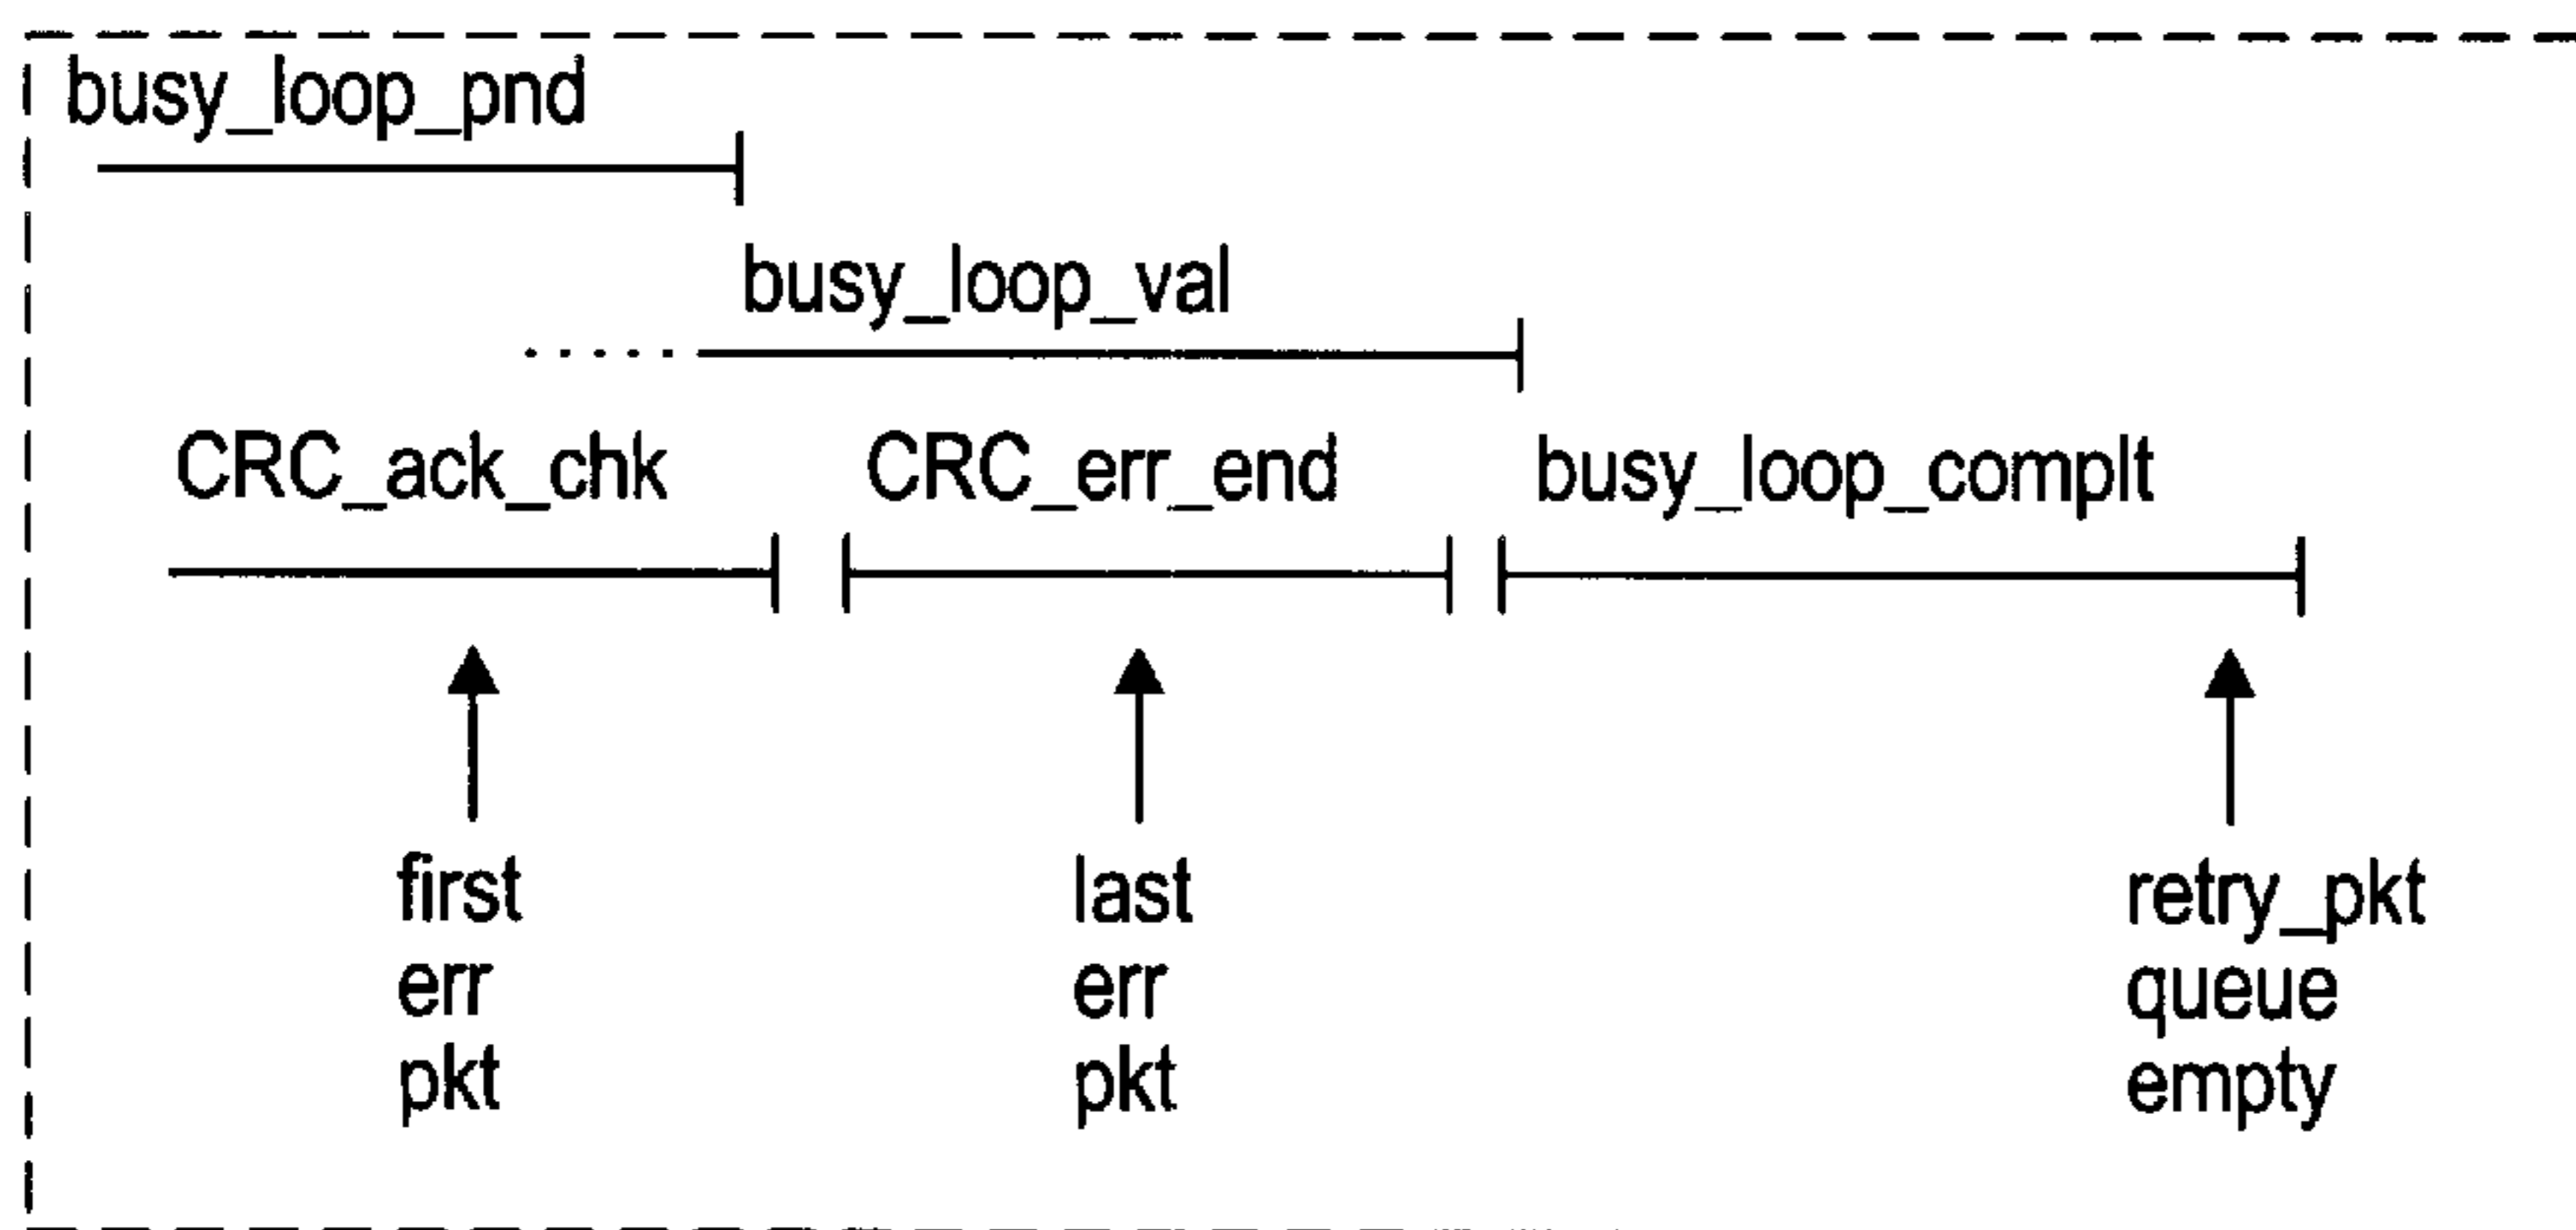 busy_loop_pnd
busy_loop_val
CRC_ack_chk CRC_err_end busy_loop_complt
first
err
pkt
last
err
pkt
retry_pkt
queue
empty